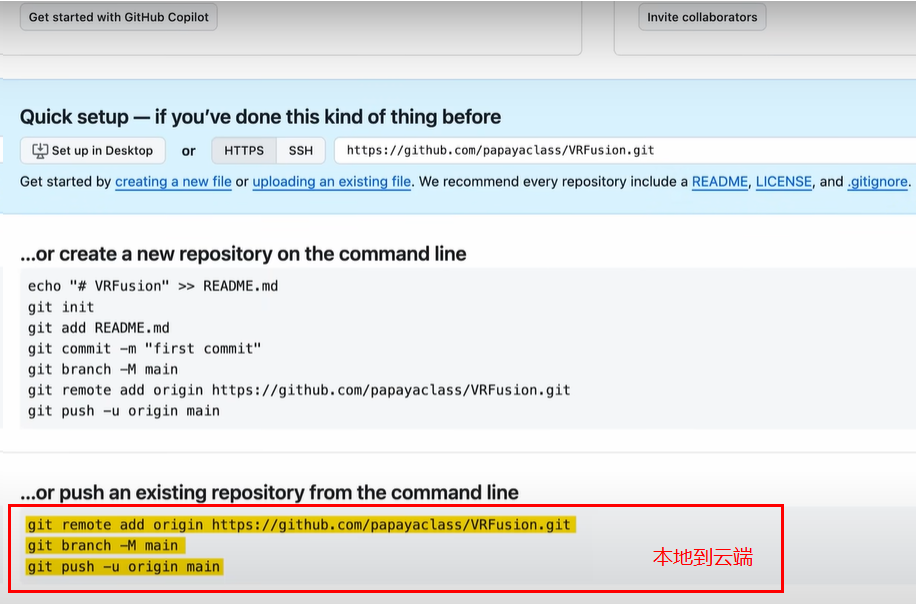 Get started with GitHub Copilot
Invite collaborators
Quick setup — if you've done this kind of thing before
Set up in Desktop or HTTPS SSH https://github.com/papayaclass/VRFusion.git
Get started by creating a new file or uploading an existing file. We recommend every repository include a README, LICENSE, and .gitignore.
...or create a new repository on the command line
echo "# VRFusion" >> README.md
git init
git add README.md
git commit -m "first commit"
git branch -M main
git remote add origin https://github.com/papayaclass/VRFusion.git
git push -u origin main
...or push an existing repository from the command line
git remote add origin https://github.com/papayaclass/VRFusion.git
git branch -M main
git push -u origin main
本地到云端